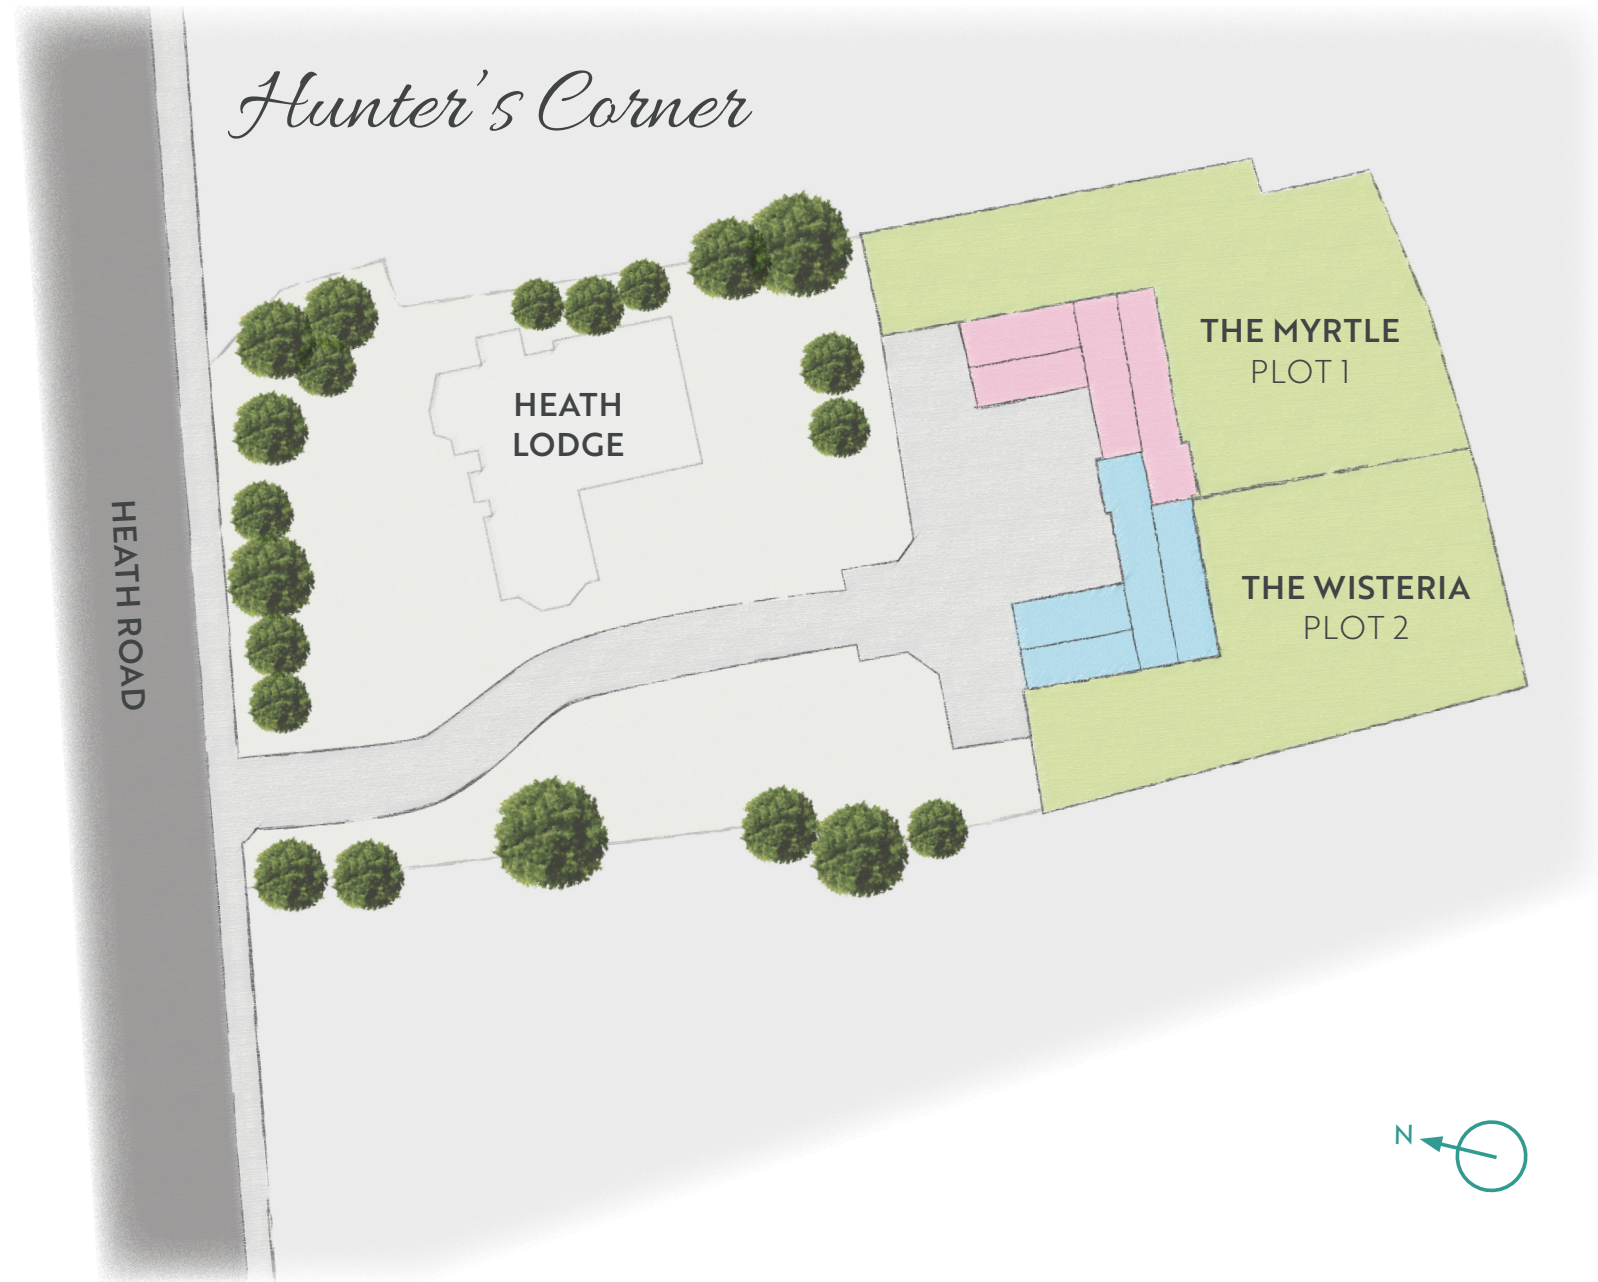 Hunter's Corner
THE MYRTLE
PLOT 1
HEATH
LODGE
HEATH ROAD
THE WISTERIA
PLOT 2
N